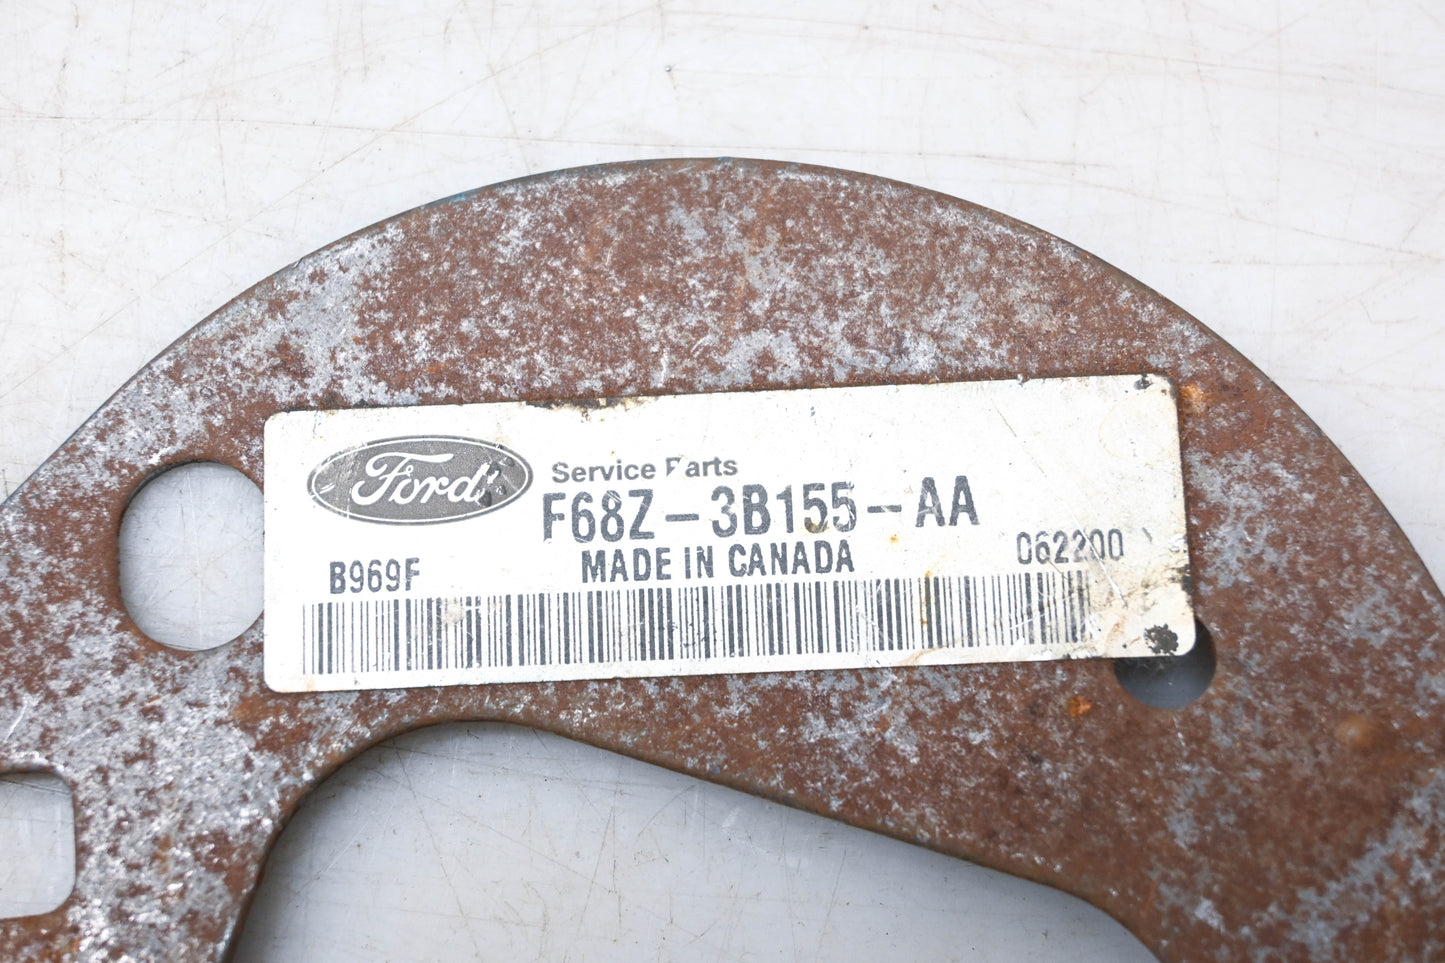 Ford
Service Parts
F68Z-3B155-AA
B969F
MADE IN CANADA
062200